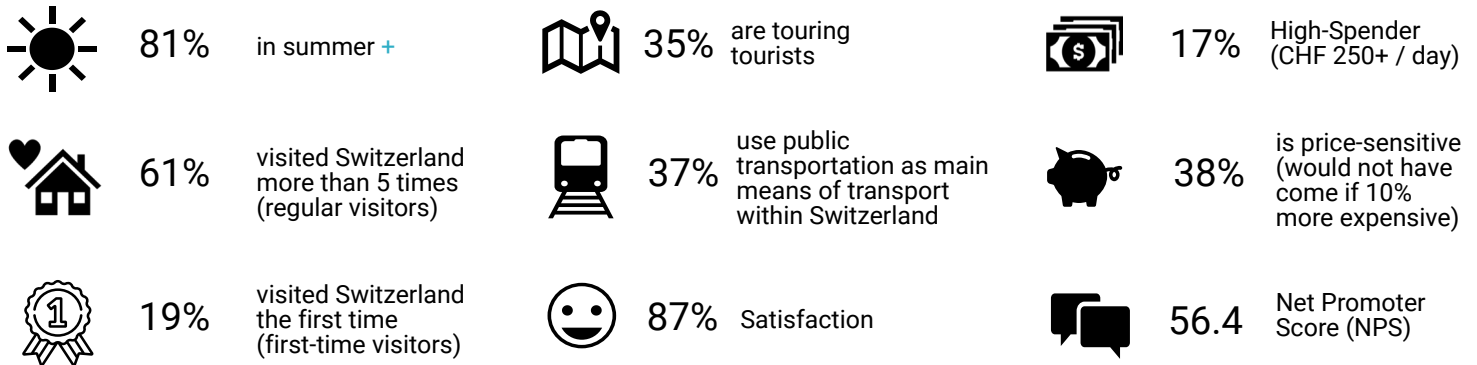 81%
in summer +
35%
are touring
tourists
17%
High-Spender
(CHF 250+ / day)
61%
visited Switzerland
more than 5 times
(regular visitors)
37%
use public
transportation as main
means of transport
within Switzerland
38%
is price-sensitive
(would not have
come if 10%
more expensive)
1
19%
visited Switzerland
the first time
(first-time visitors)
87%
Satisfaction
56.4
Net Promoter
Score (NPS)